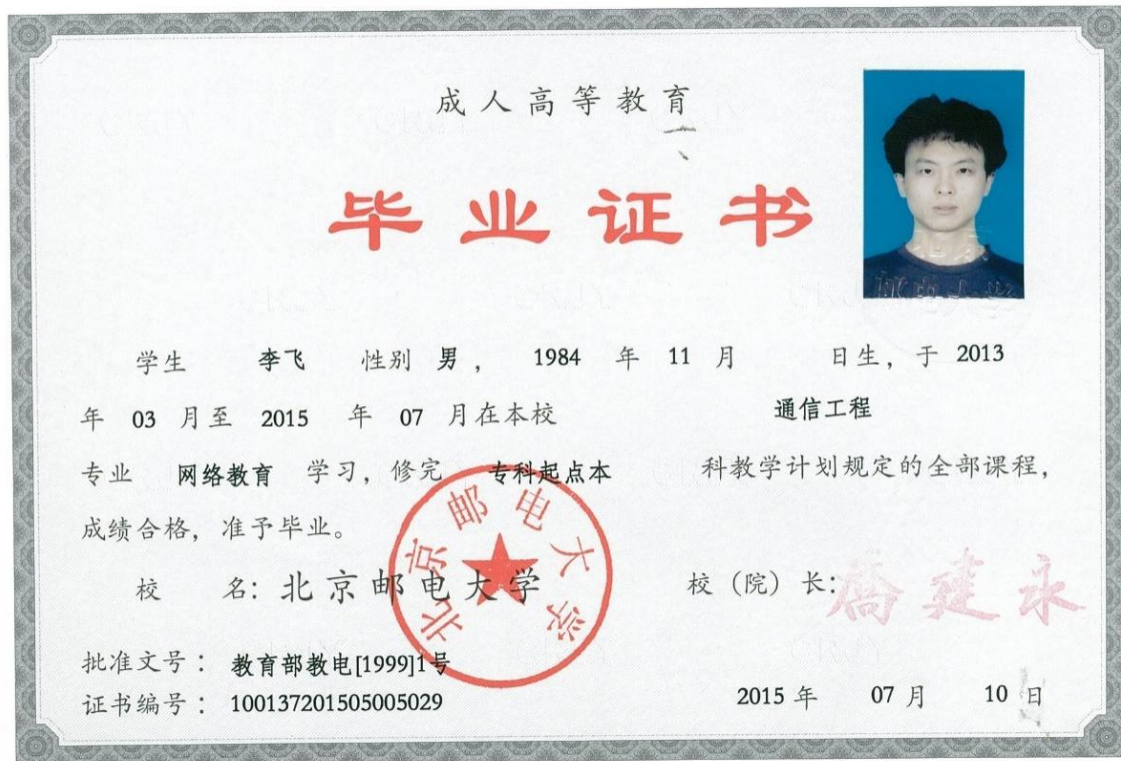 成人高等教育
毕业证书
学生 李飞 性别 男， 1984 年 11 月 日生，于 2013
年 03 月至 2015 年 07 月在本校 通信工程
专业 网络教育 学习，修完 专科起点本 科教学计划规定的全部课程，
成绩合格，准予毕业。
校 名：北京邮电大学 校（院）长：喬建永
北京邮电大学
批准文号： 教育部教电[1999]1号
证书编号： 100137201505005029 2015 年 07 月 10 日